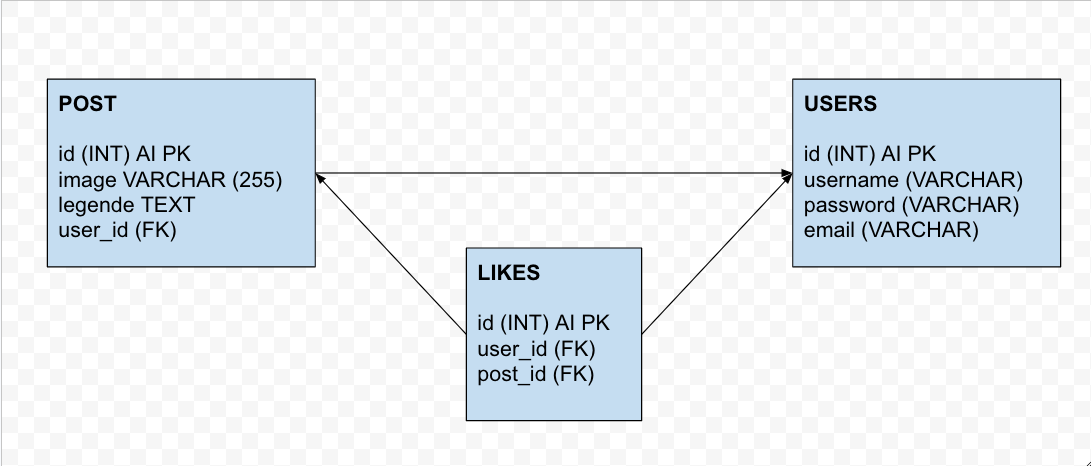 POST
id (INT) AI PK
image VARCHAR (255)
legende TEXT
user_id (FK)
USERS
id (INT) AI PK
username (VARCHAR)
password (VARCHAR)
email (VARCHAR)
LIKES
id (INT) AI PK
user_id (FK)
post_id (FK)